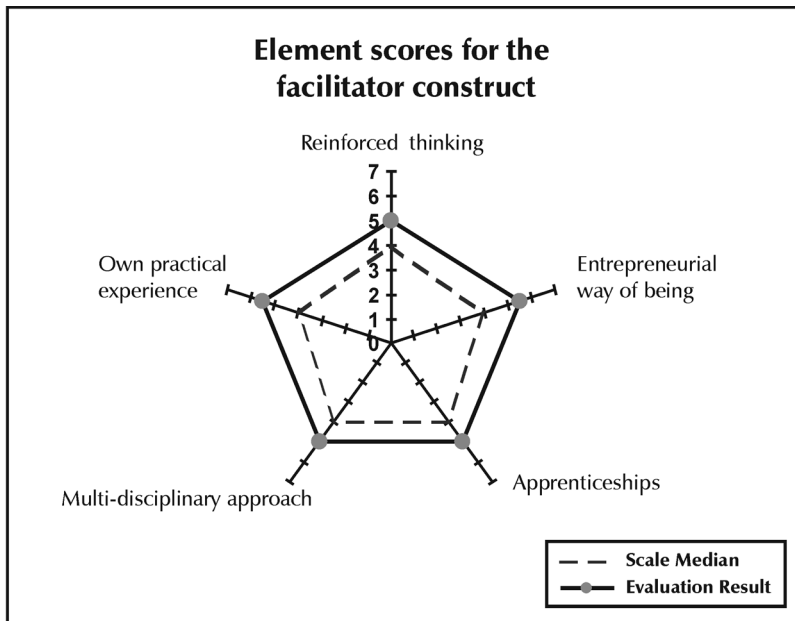 Element scores for the
facilitator construct
Reinforced thinking
7
6
5
4
3
2
1
0
Own practical
experience
Entrepreneurial
way of being
Multi-disciplinary approach
Apprenticeships
Scale Median
Evaluation Result